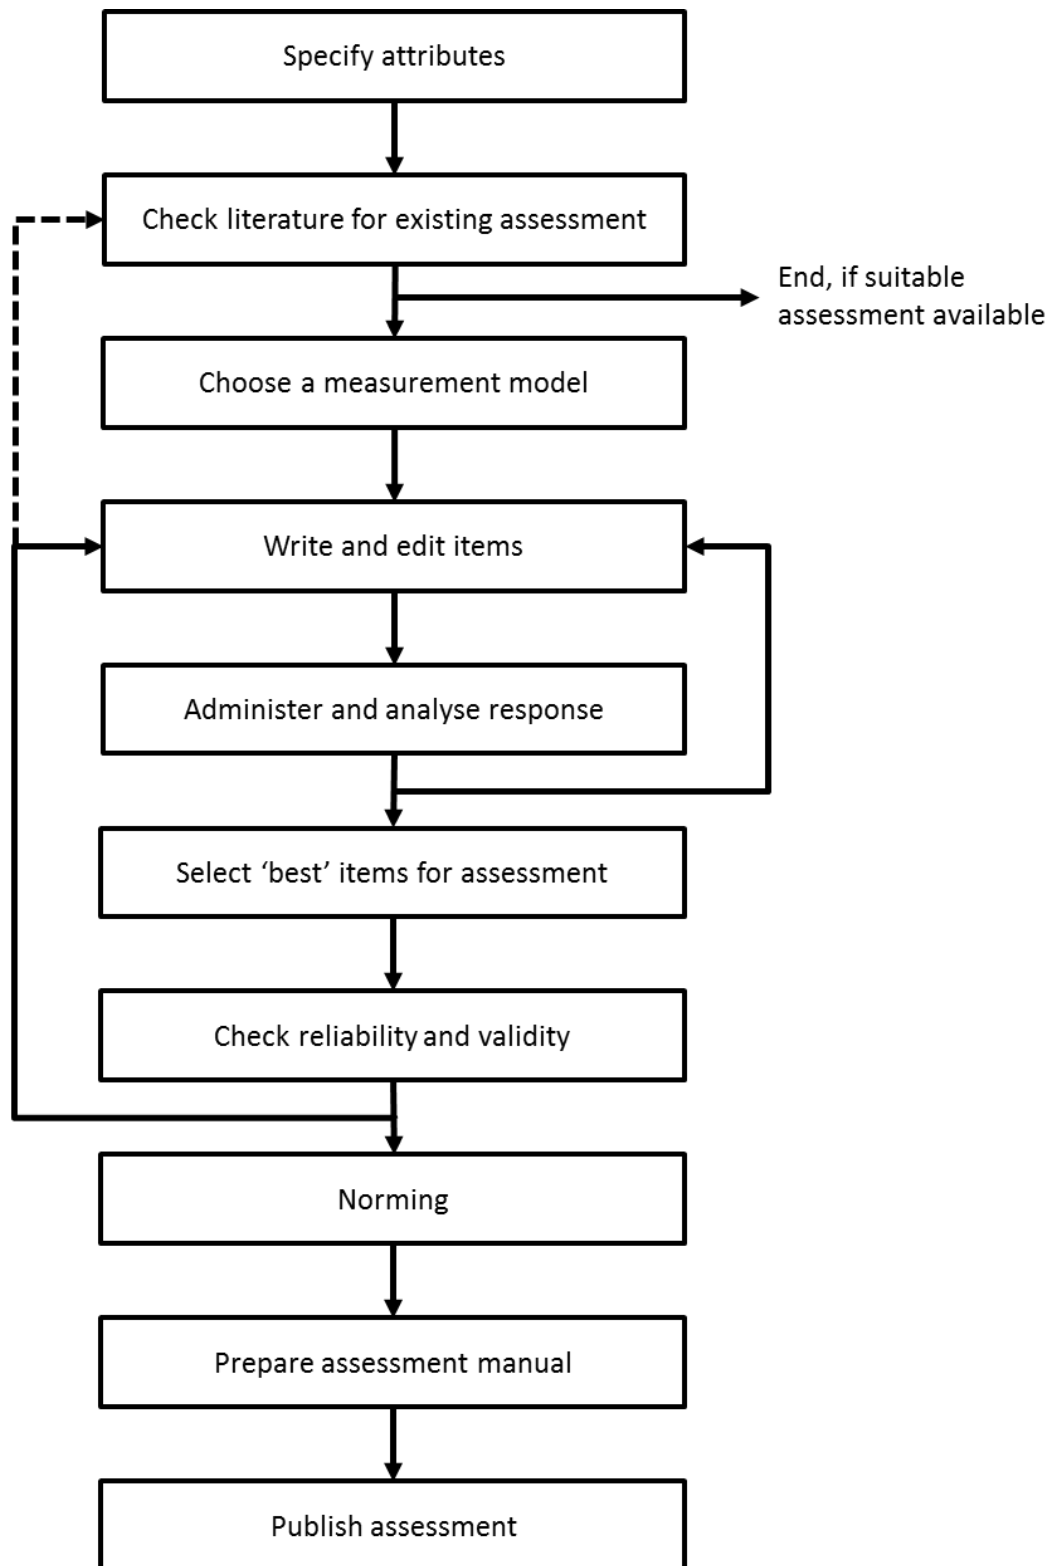 Specify attributes
Check literature for existing assessment
End, if suitable
assessment available
Choose a measurement model
Write and edit items
Administer and analyse response
Select ‘best’ items for assessment
Check reliability and validity
Norming
Prepare assessment manual
Publish assessment